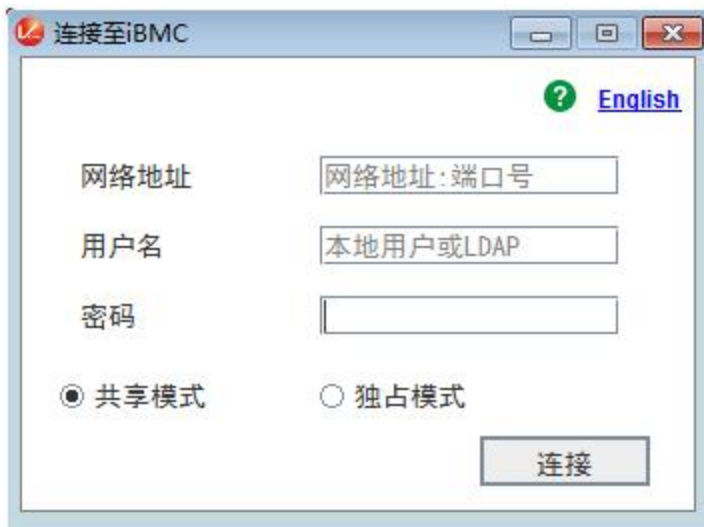 连接至iBMC
? English
网络地址 网络地址:端口号
用户名 本地用户或LDAP
密码
共享模式 独占模式
连接